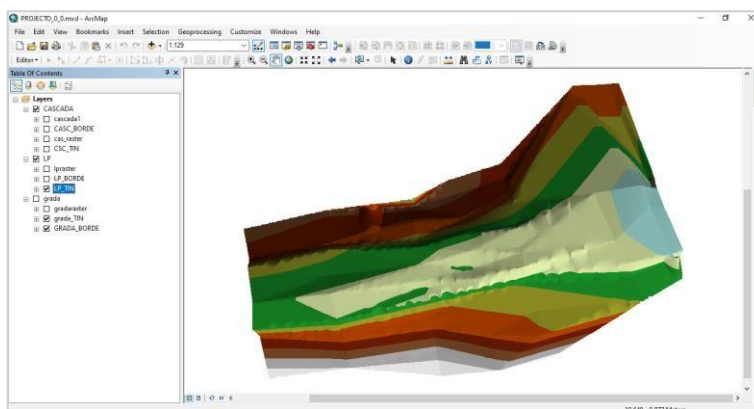 PROJECTO_0_0.mxd - ArcMap
File Edit View Bookmarks Insert Selection Geoprocessing Customize Windows Help
1:129
Editor
Table Of Contents
Layers
CASCADA
cascada1
CASC_BORDE
cas_raster
CSC_TIN
LP
lpraster
LP_BORDE
LP_TIN
grada
gradaraster
grada_TIN
GRADA_BORDE